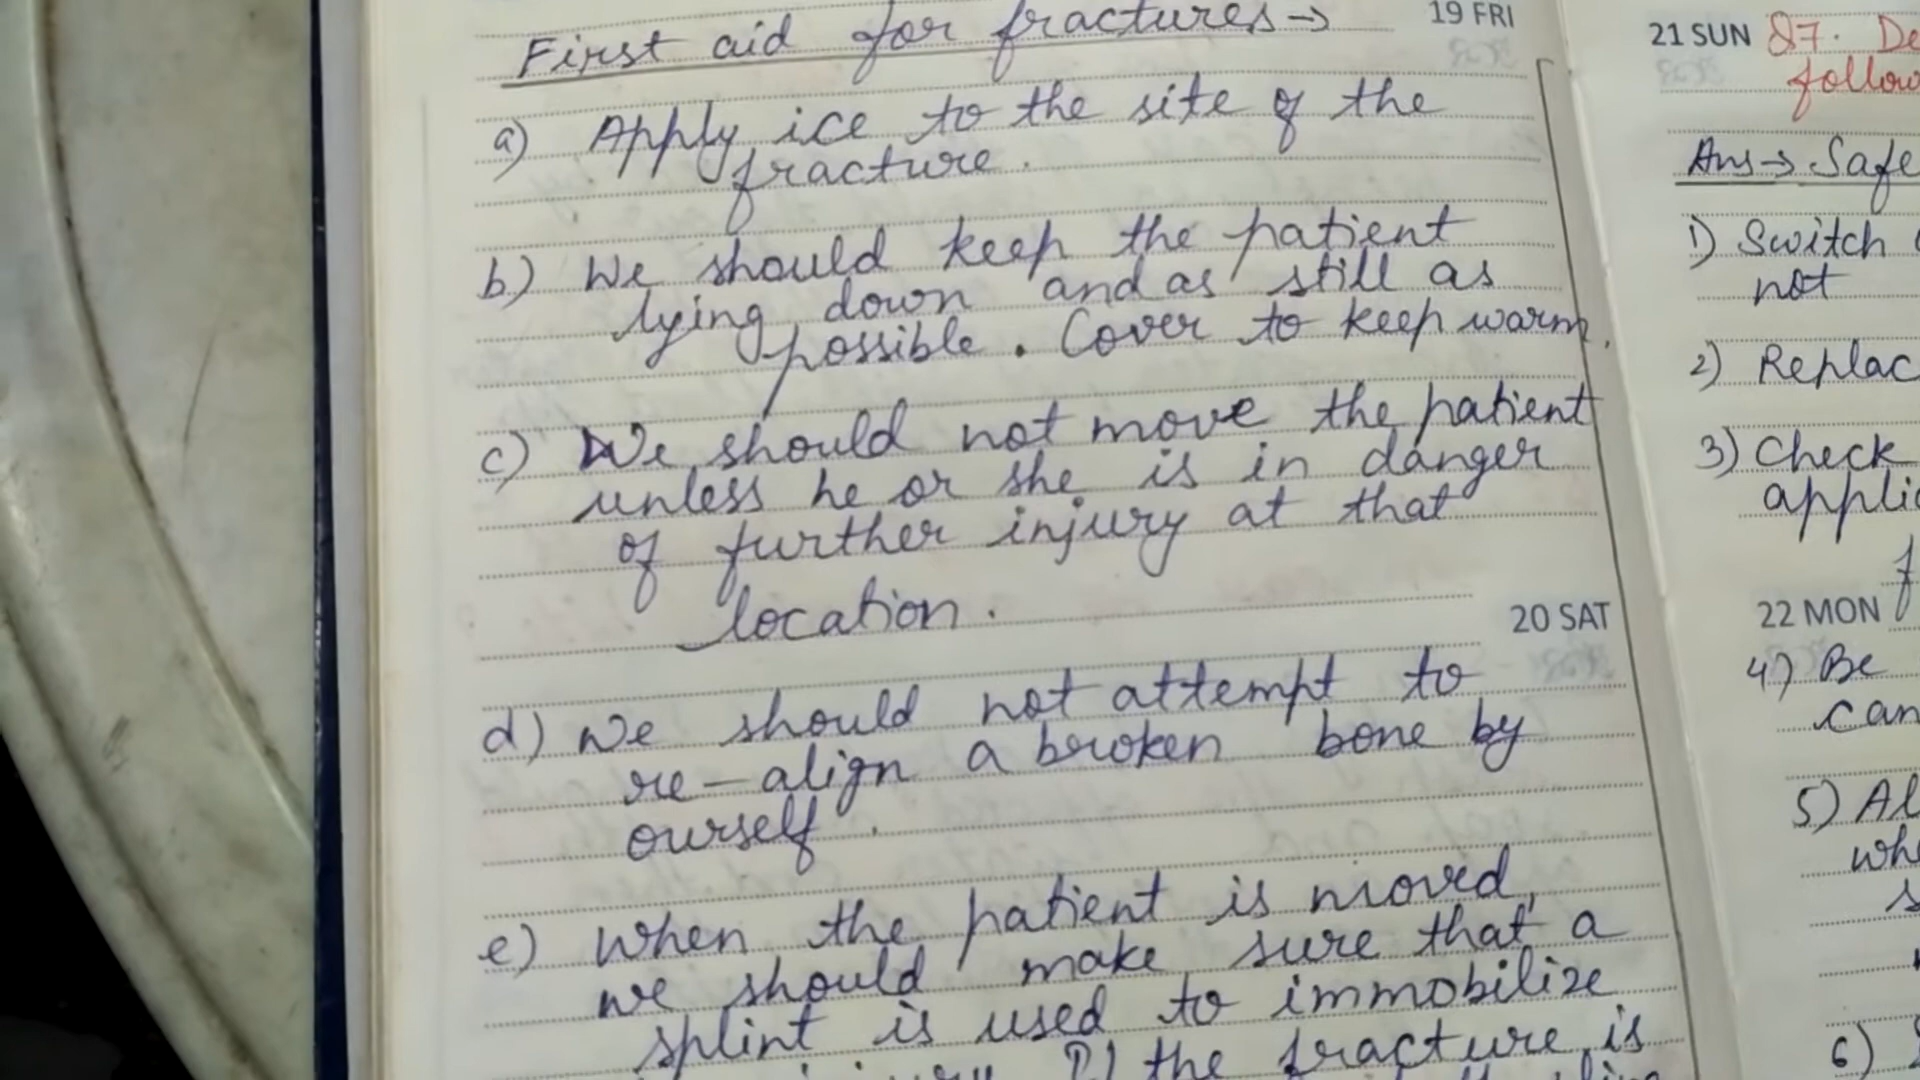 First aid for fractures→
19 FRI
a) Apply ice to the site of the
fracture.
b) We should keep the patient
lying down and as still as
possible. Cover to keep warm.
c) We should not move the patient
unless he or she is in danger
of further injury at that
location.
20 SAT
d) We should not attempt to
re-align a broken bone by
ourself.
e) When the patient is moved,
we should make sure that a
splint is used to immobilize
the fracture is
21 SUN
87.
Ans→ Safe
1) Switch
not
2)
3) Check
22 MON
4) Be
can
5)
6)